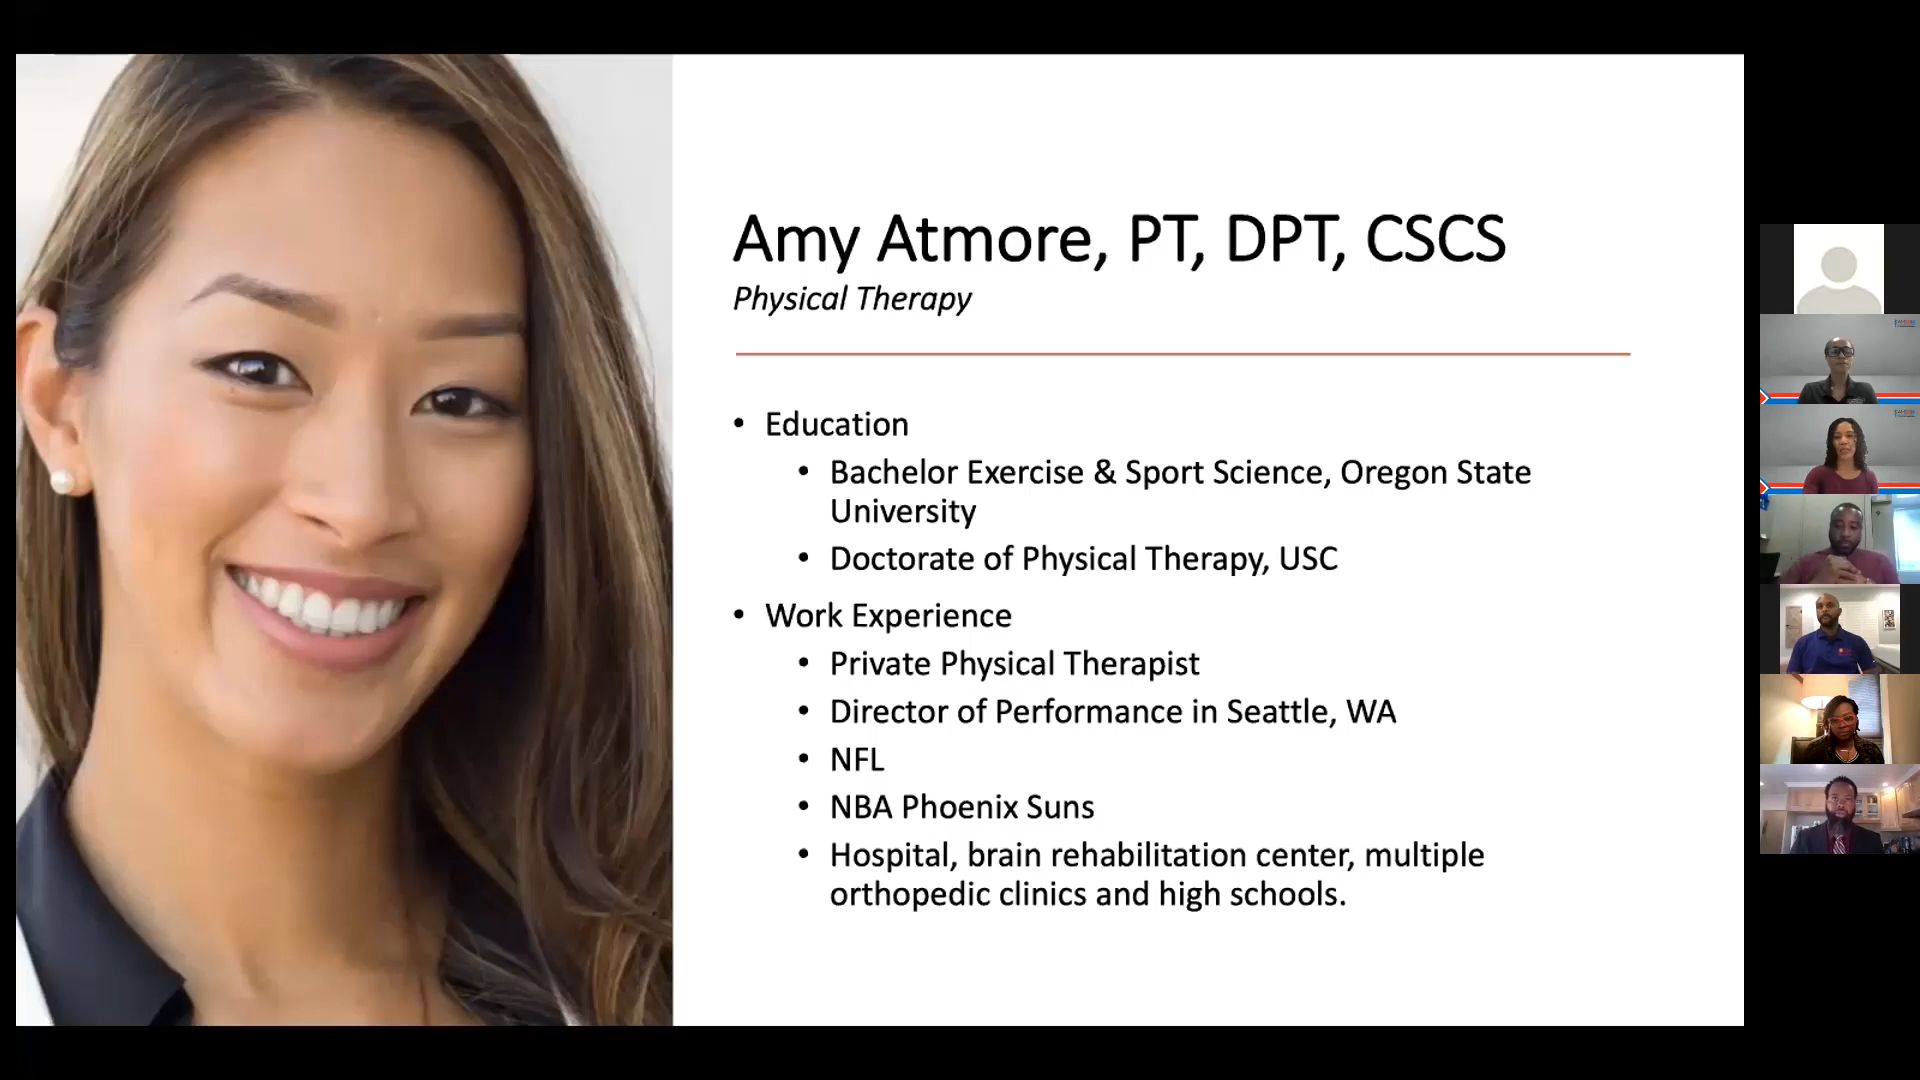 Amy Atmore, PT, DPT, CSCS
Physical Therapy
• Education
• Bachelor Exercise & Sport Science, Oregon State
University
• Doctorate of Physical Therapy, USC
• Work Experience
• Private Physical Therapist
• Director of Performance in Seattle, WA
• NFL
• NBA Phoenix Suns
• Hospital, brain rehabilitation center, multiple
orthopedic clinics and high schools.